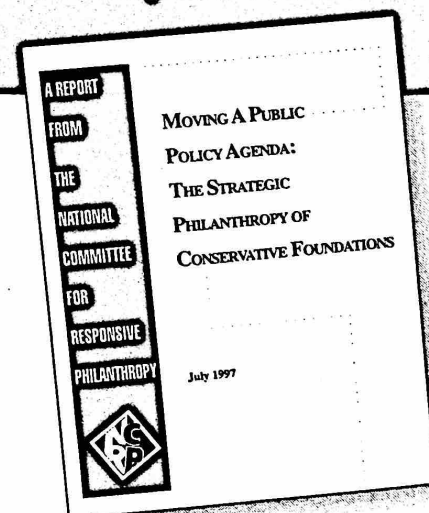 A REPORT
FROM
THE
NATIONAL
COMMITTEE
FOR
RESPONSIVE
PHILANTHROPY
NCRP
MOVING A PUBLIC
POLICY AGENDA:
THE STRATEGIC
PHILANTHROPY OF
CONSERVATIVE FOUNDATIONS
July 1997